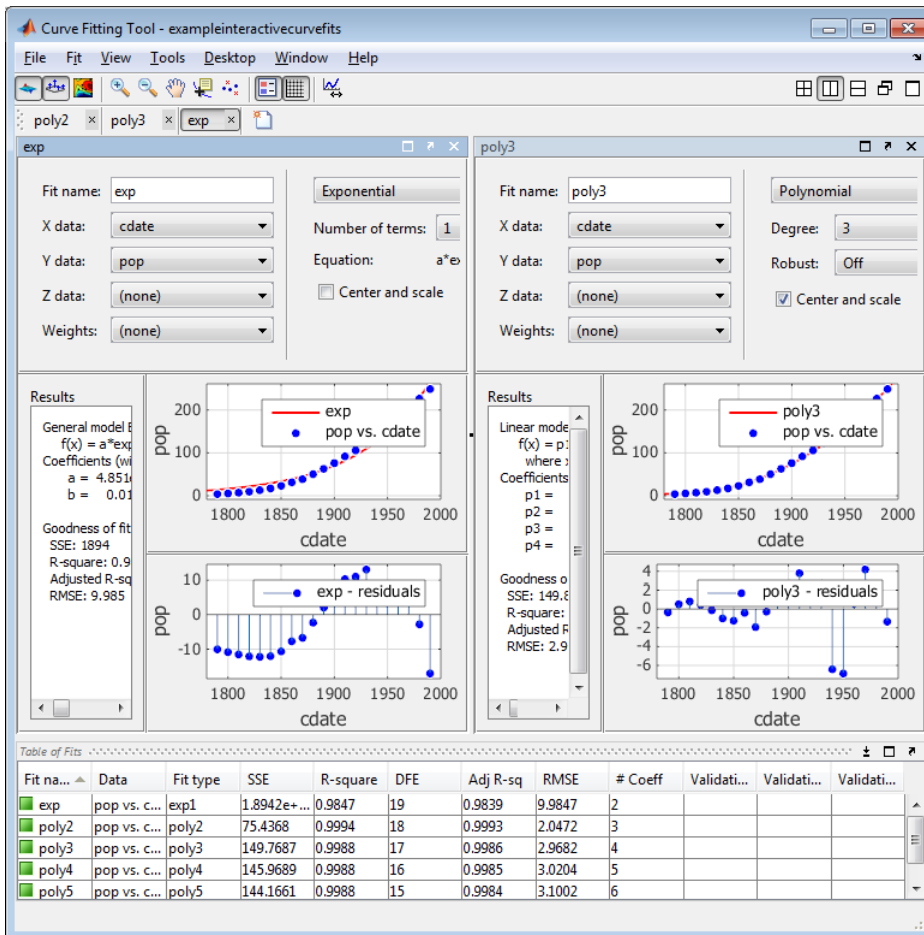 Curve Fitting Tool - exampleinteractivecurvefits
File Fit View Tools Desktop Window Help
poly2 poly3 exp
exp
Fit name: exp
X data: cdate
Y data: pop
Z data: (none)
Weights: (none)
Exponential
Number of terms: 1
Equation: a*ex
Center and scale
Results
General model E
f(x) = a*exp
Coefficients (wi
a = 4.851e
b = 0.01
Goodness of fit
SSE: 1894
R-square: 0.9
Adjusted R-sq
RMSE: 9.985
exp
pop vs. cdate
pop
200
100
0
1800 1850 1900 1950 2000
cdate
exp - residuals
pop
10
0
-10
1800 1850 1900 1950 2000
cdate
poly3
Fit name: poly3
X data: cdate
Y data: pop
Z data: (none)
Weights: (none)
Polynomial
Degree: 3
Robust: Off
Center and scale
Results
Linear mode
f(x) = p1
where x
Coefficients
p1 =
p2 =
p3 =
p4 =
Goodness o
SSE: 149.8
R-square:
Adjusted R
RMSE: 2.9
poly3
pop vs. cdate
pop
200
100
0
1800 1850 1900 1950 2000
cdate
poly3 - residuals
pop
4
2
0
-2
-4
-6
1800 1850 1900 1950 2000
cdate
Table of Fits
Fit na... Data Fit type SSE R-square DFE Adj R-sq RMSE # Coeff Validati... Validati... Validati...
exp pop vs. c... exp1 1.8942e+... 0.9847 19 0.9839 9.9847 2
poly2 pop vs. c... poly2 75.4368 0.9994 18 0.9993 2.0472 3
poly3 pop vs. c... poly3 149.7687 0.9988 17 0.9986 2.9682 4
poly4 pop vs. c... poly4 145.9689 0.9988 16 0.9985 3.0204 5
poly5 pop vs. c... poly5 144.1661 0.9988 15 0.9984 3.1002 6